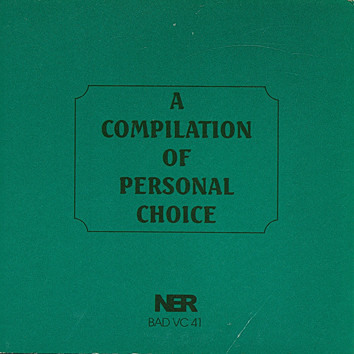 A
COMPILATION
OF
PERSONAL
CHOICE
NER
BAD VC 41